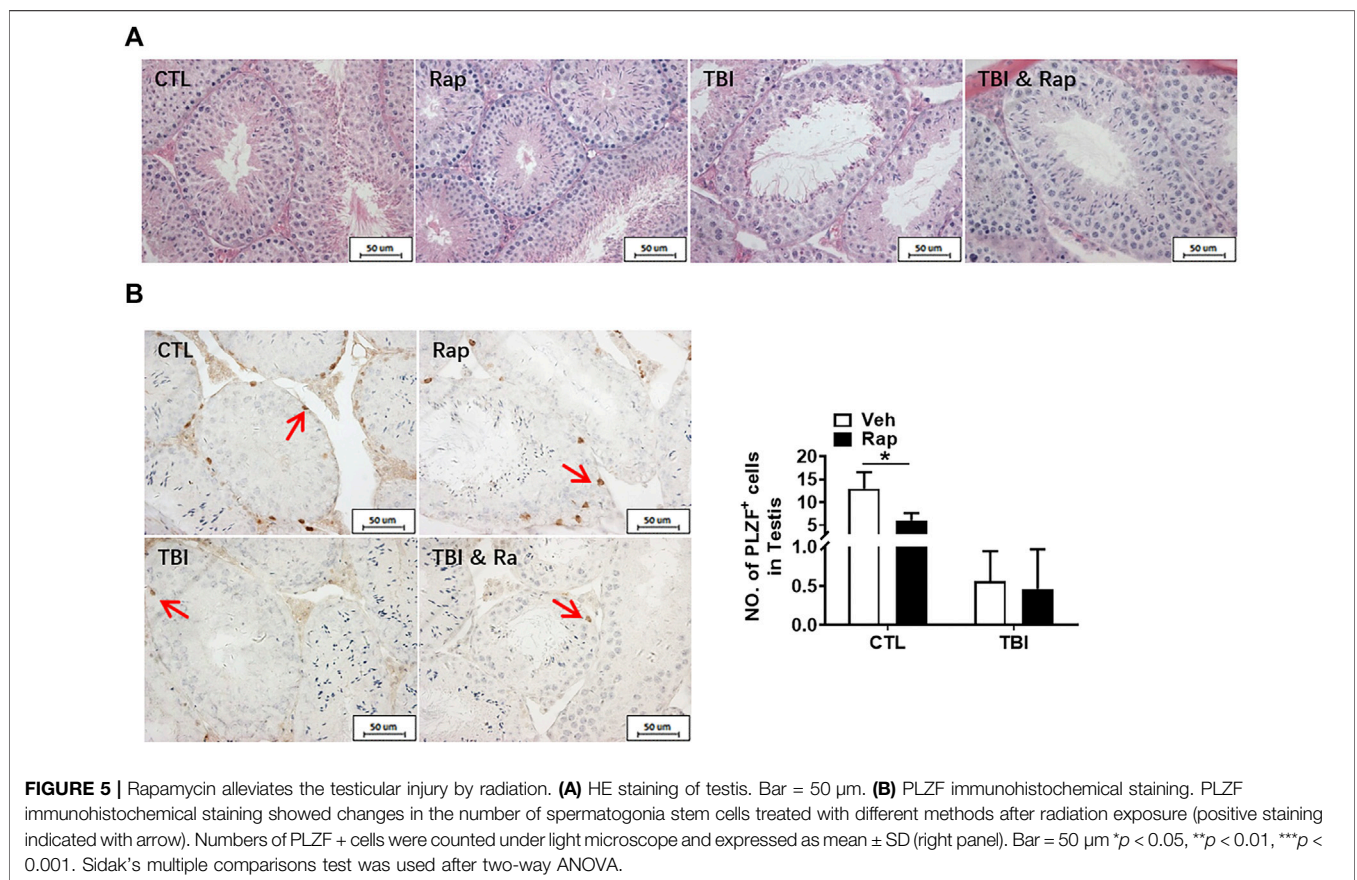 A
CTL
Rap
TBI
TBI & Rap
50 um
50 um
50 um
50 um
B
CTL
Rap
50 um
50 um
TBI
TBI & Ra
50 um
50 um
Veh
Rap
NO. of PLZF+ cells
in Testis
20
15
10
5
1.0
0.5
0.0
*
CTL
TBI
FIGURE 5 | Rapamycin alleviates the testicular injury by radiation. (A) HE staining of testis. Bar = 50 μm. (B) PLZF immunohistochemical staining. PLZF
immunohistochemical staining showed changes in the number of spermatogonia stem cells treated with different methods after radiation exposure (positive staining
indicated with arrow). Numbers of PLZF + cells were counted under light microscope and expressed as mean ± SD (right panel). Bar = 50 μm *p < 0.05, **p < 0.01, ***p <
0.001. Sidak's multiple comparisons test was used after two-way ANOVA.